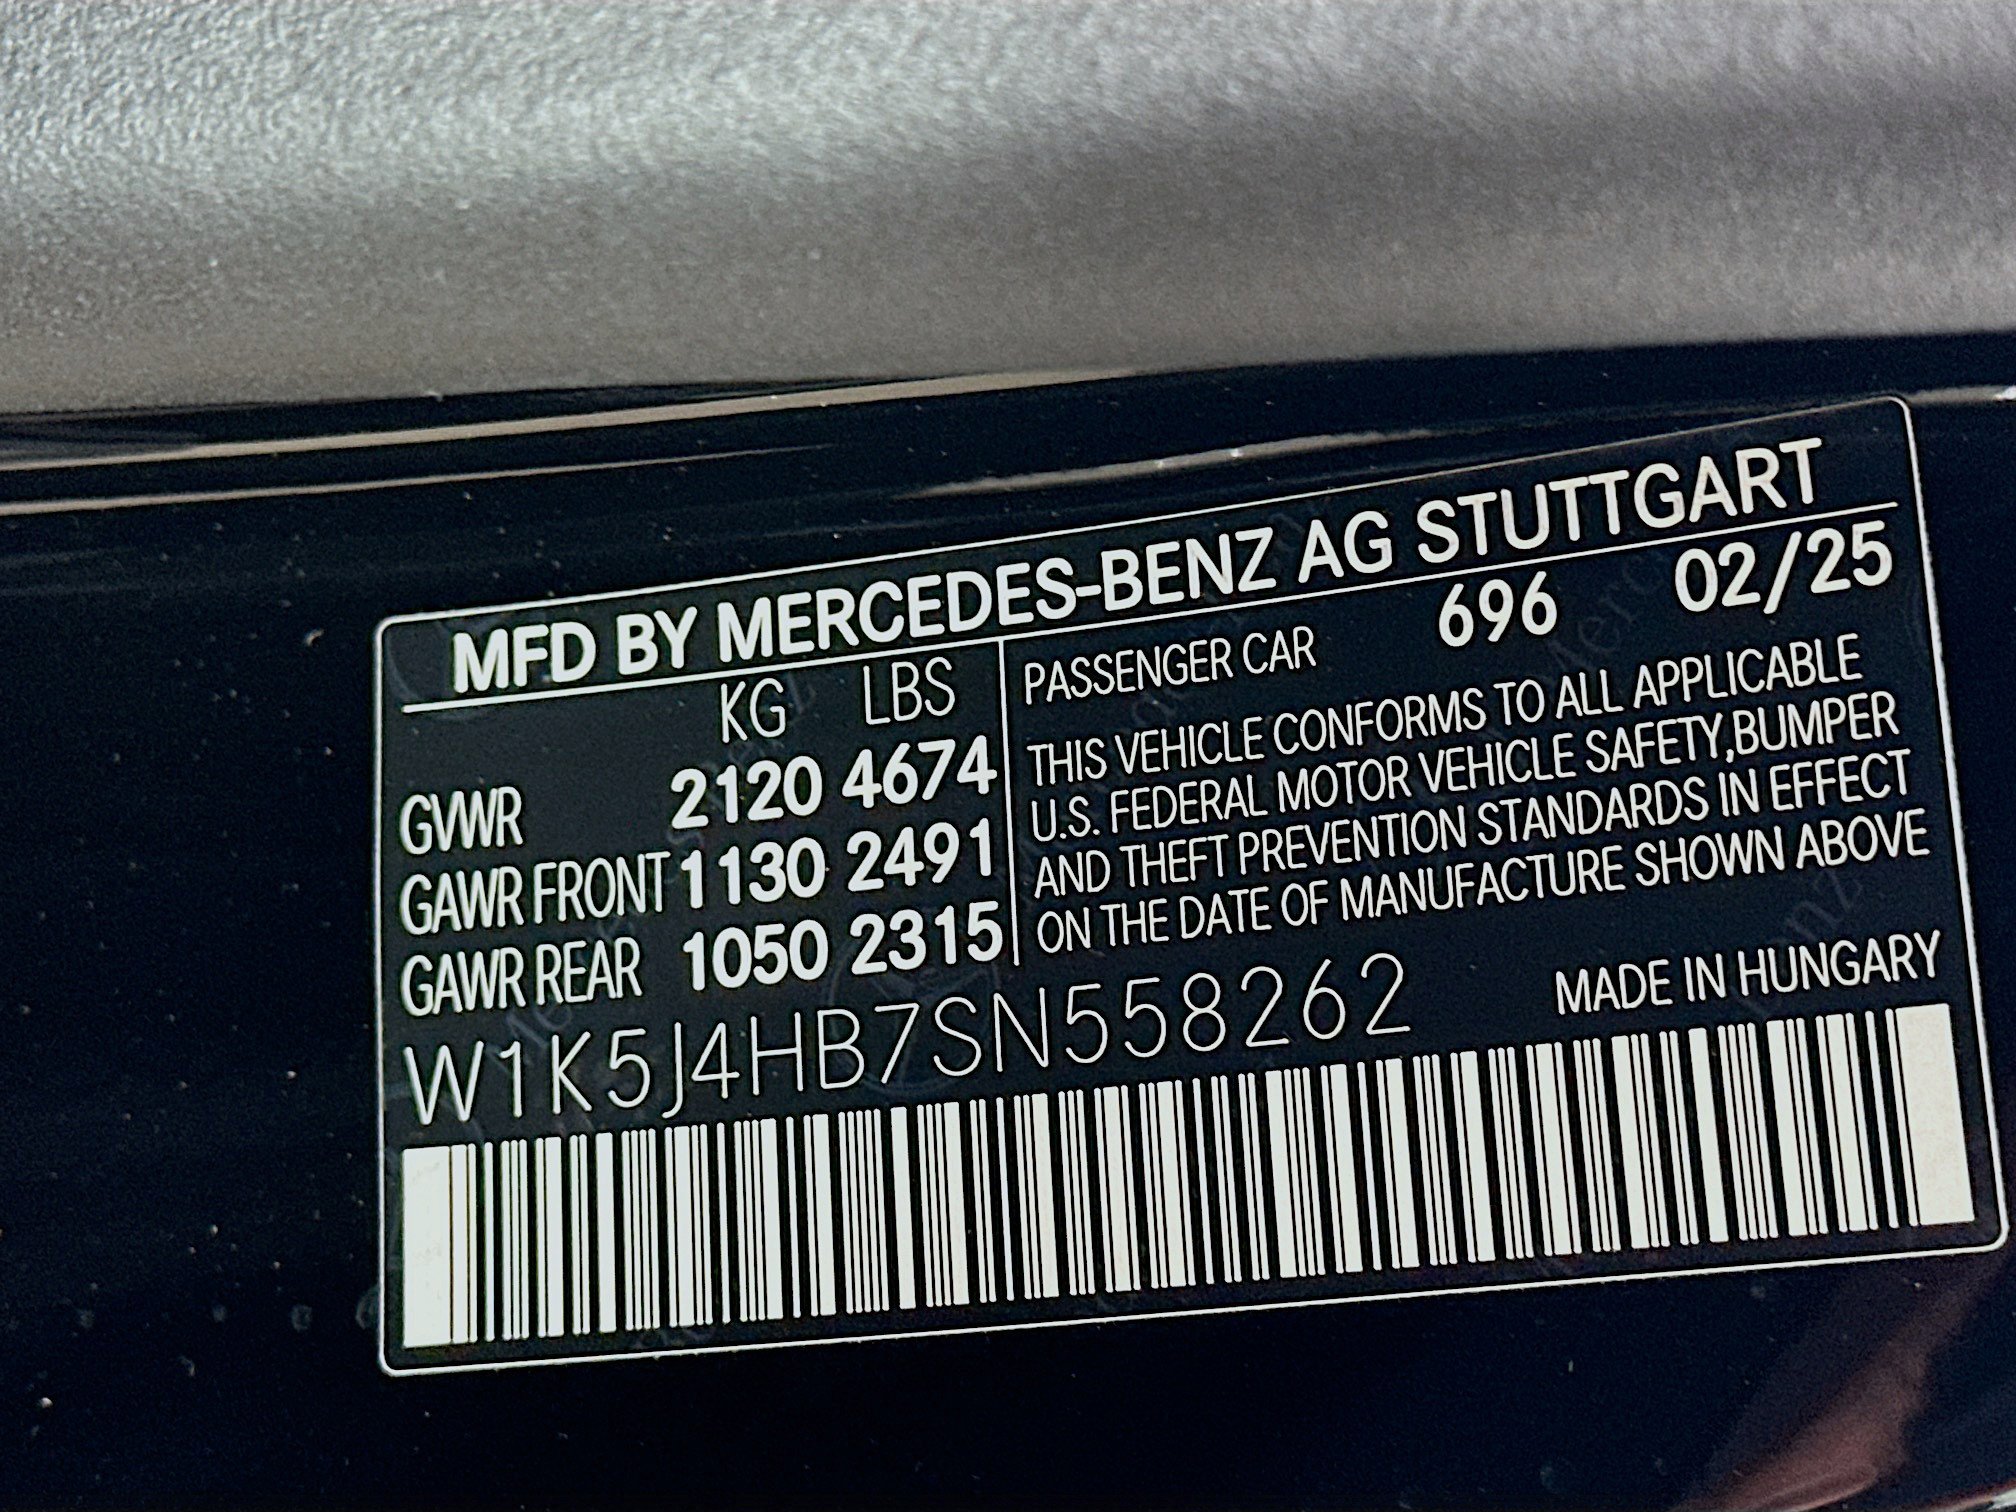 MFD BY MERCEDES-BENZ AG STUTTGART
KG LBS
GVWR 2120 4674
GAWR FRONT 1130 2491
GAWR REAR 1050 2315
PASSENGER CAR 696 02/25
THIS VEHICLE CONFORMS TO ALL APPLICABLE
U.S. FEDERAL MOTOR VEHICLE SAFETY,BUMPER
AND THEFT PREVENTION STANDARDS IN EFFECT
ON THE DATE OF MANUFACTURE SHOWN ABOVE
W1K5J4HB7SN558262
MADE IN HUNGARY